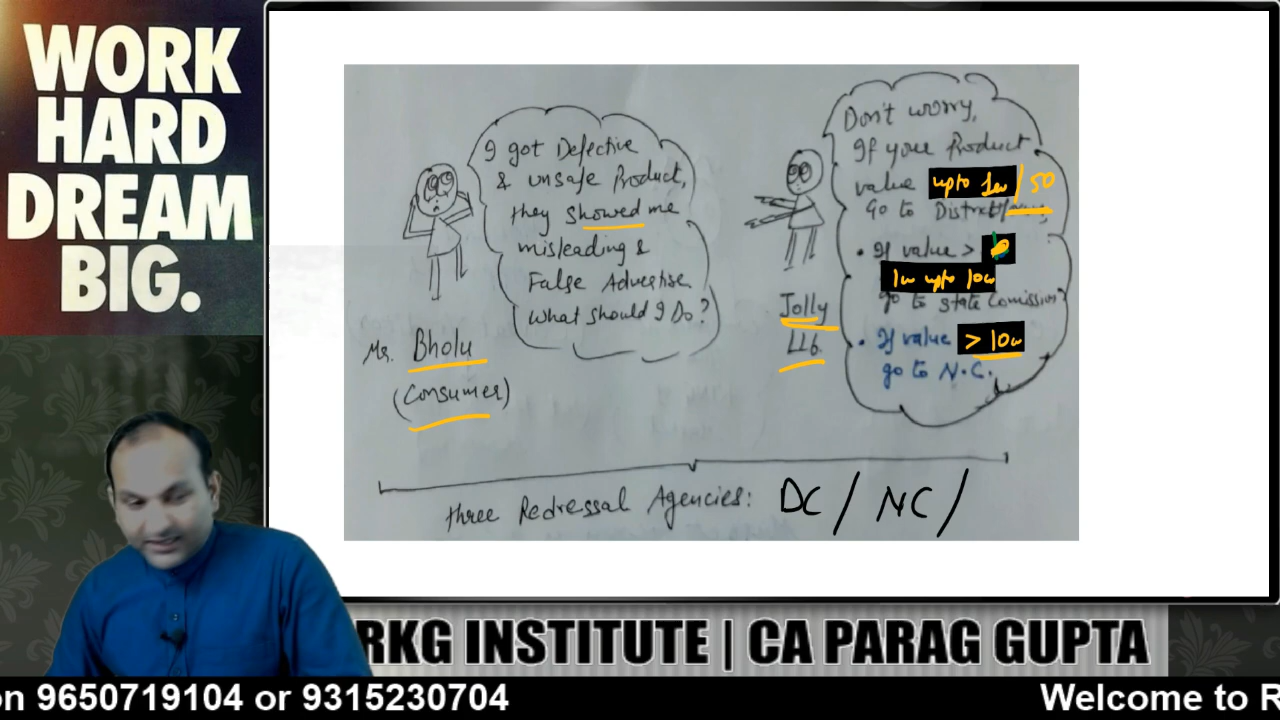 WORK
HARD
DREAM
BIG.
I got Defective
& unsafe Product,
they showed me
misleading &
False Advertise
what should I Do?
Mr. Bholu
(Consumer)
Don't worry,
If your Product
value upto 1cr / 50
Go to District
• If value >
1cr upto 10cr
go to state Comission
• If value > 10cr
go to N.C.
Jolly
LLB.
three Redressal Agencies: DC / NC /
RKG INSTITUTE | CA PARAG GUPTA
on 9650719104 or 9315230704
Welcome to R